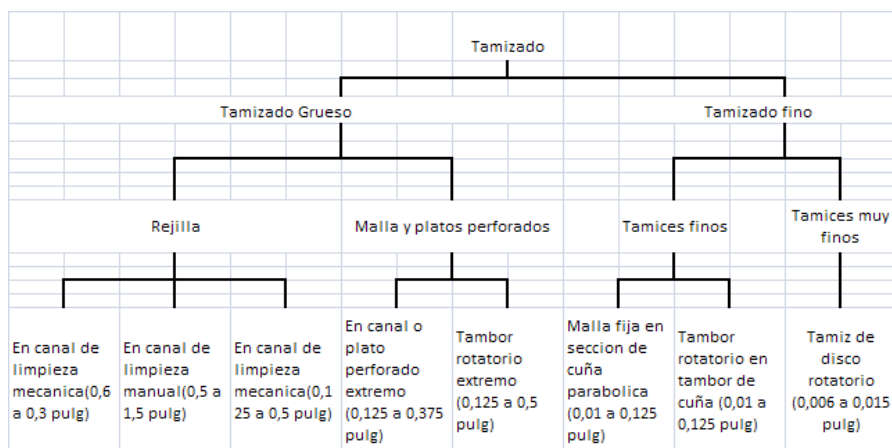 Tamizado
Tamizado Grueso
Tamizado fino
Rejilla
Malla y platos perforados
Tamices finos
Tamices muy
finos
En canal de
limpieza
mecanica(0,6
a 0,3 pulg)
En canal de
limpieza
manual(0,5 a
1,5 pulg)
En canal de
limpieza
mecanica(0,1
25 a 0,5 pulg)
En canal o
plato
perforado
extremo
(0,125 a 0,375
pulg)
Tambor
rotatorio
extremo
(0,125 a 0,5
pulg)
Malla fija en
seccion de
cuña
parabolica
(0,01 a 0,125
pulg)
Tambor
rotatorio en
tambor de
cuña (0,01 a
0,125 pulg)
Tamiz de
disco
rotatorio
(0,006 a 0,015
pulg)